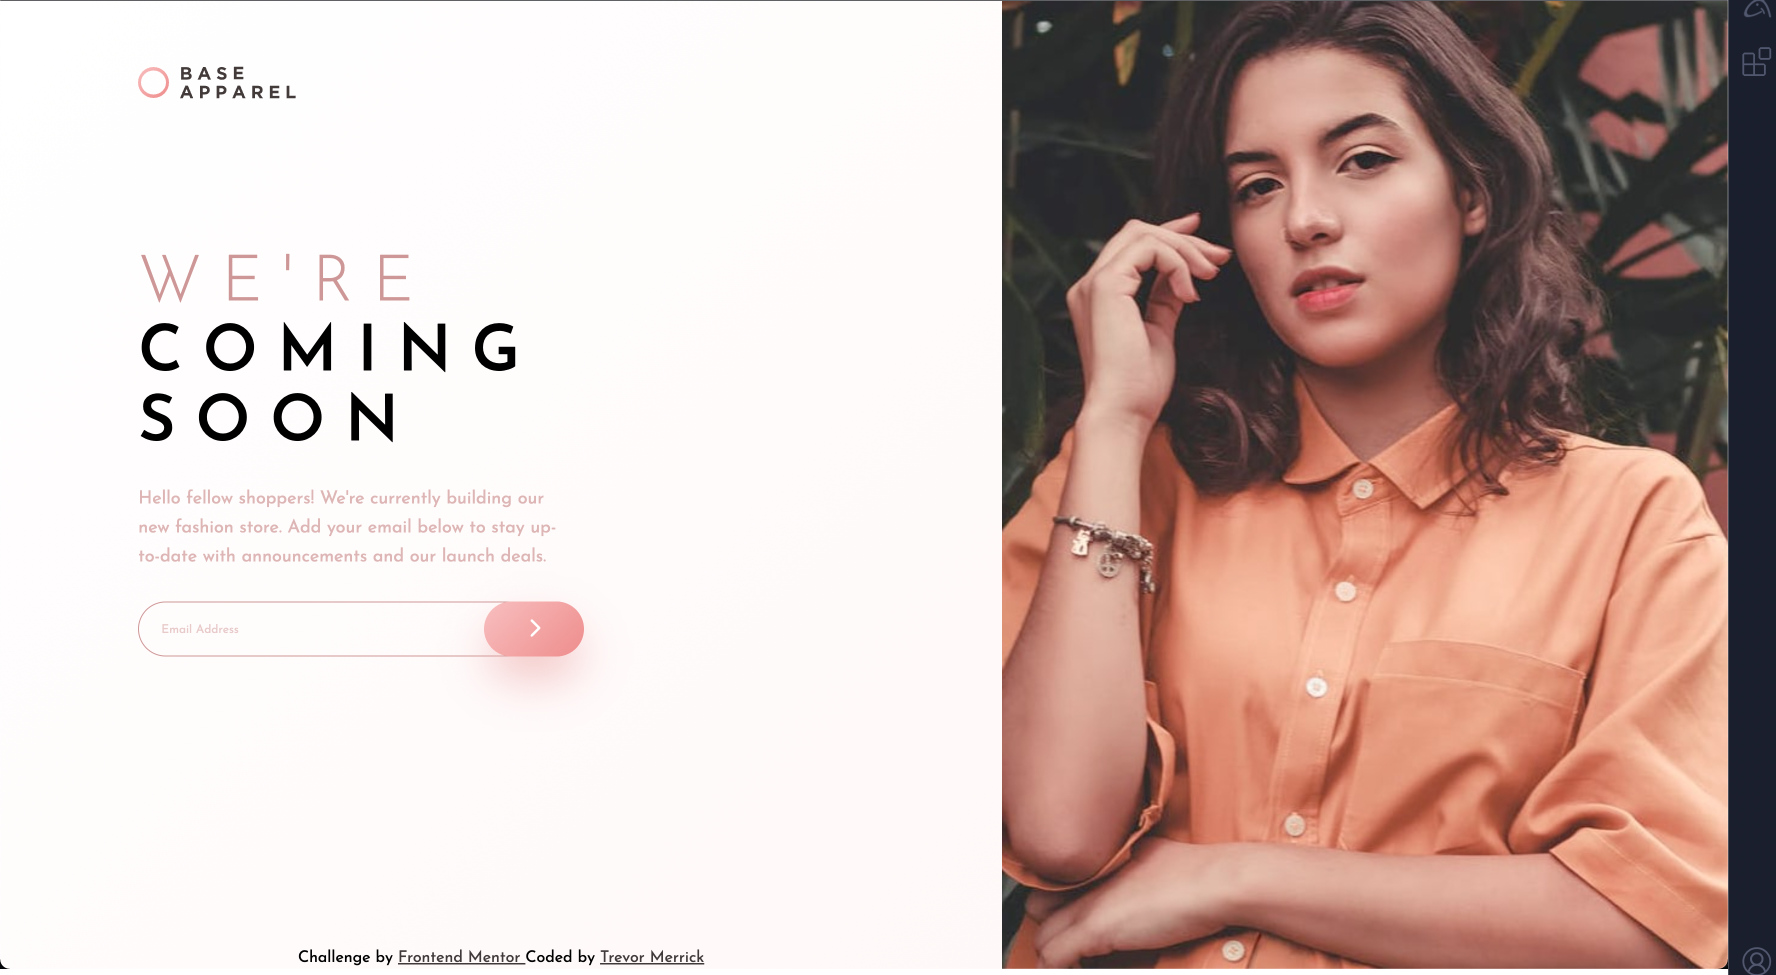 BASE
APPAREL
WE'RE
COMING
SOON
Hello fellow shoppers! We're currently building our
new fashion store. Add your email below to stay up-
to-date with announcements and our launch deals.
Email Address
Challenge by Frontend Mentor Coded by Trevor Merrick